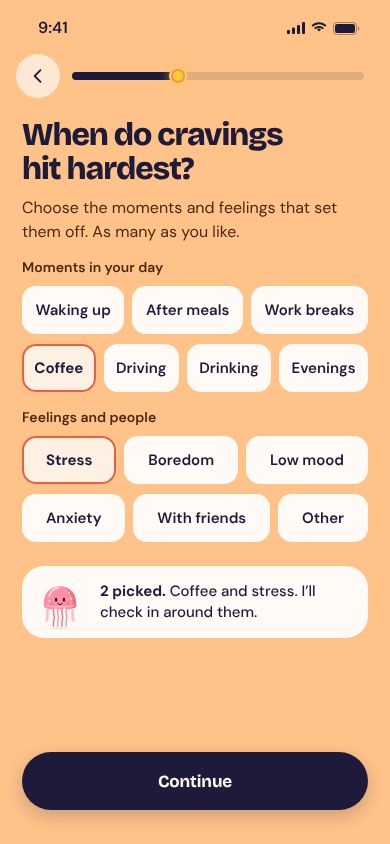 9:41
When do cravings
hit hardest?
Choose the moments and feelings that set
them off. As many as you like.
Moments in your day
Waking up After meals Work breaks
Coffee Driving Drinking Evenings
Feelings and people
Stress Boredom Low mood
Anxiety With friends Other
2 picked. Coffee and stress. I’ll
check in around them.
Continue